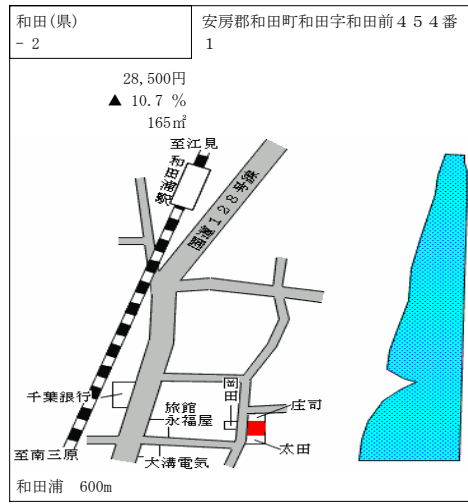 和田(県)
- 2
安房郡和田町和田字和田前４５４番
1
28,500円
▲ 10.7 %
165㎡
至江見
和田浦駅
国道１２８号線
千葉銀行
旅館
永福屋
岡田
庄司
太田
至南三原
大溝電気
和田浦 600m